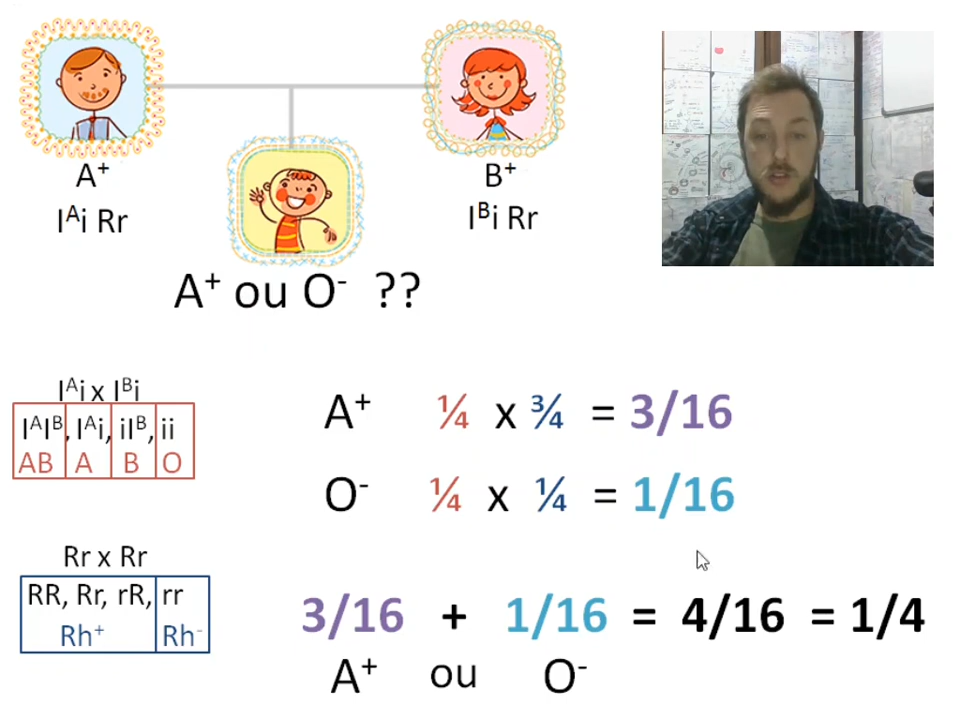 A⁺
Iᴬi Rr
B⁺
Iᴮi Rr
A⁺ ou O⁻ ??
Iᴬi x Iᴮi
IᴬIᴮ, Iᴬi, iIᴮ, ii
AB A B O
A⁺ ¼ x ¾ = 3/16
O⁻ ¼ x ¼ = 1/16
Rr x Rr
RR, Rr, rR, rr
Rh⁺ Rh⁻
3/16 + 1/16 = 4/16 = 1/4
A⁺ ou O⁻